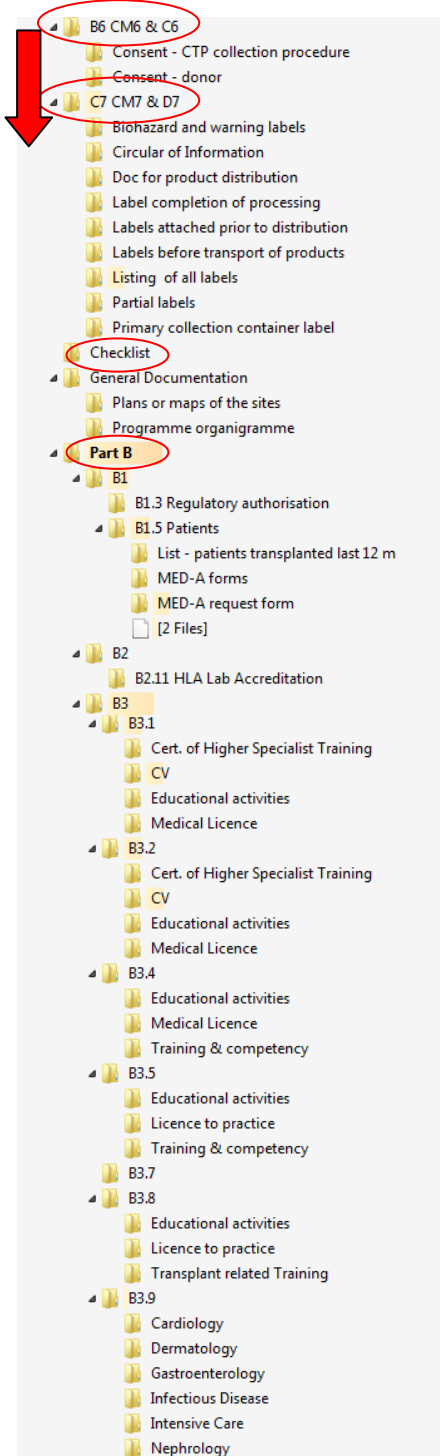 B6 CM6 & C6
Consent - CTP collection procedure
Consent - donor
C7 CM7 & D7
Biohazard and warning labels
Circular of Information
Doc for product distribution
Label completion of processing
Labels attached prior to distribution
Labels before transport of products
Listing of all labels
Partial labels
Primary collection container label
Checklist
General Documentation
Plans or maps of the sites
Programme organigramme
Part B
B1
B1.3 Regulatory authorisation
B1.5 Patients
List - patients transplanted last 12 m
MED-A forms
MED-A request form
[2 Files]
B2
B2.11 HLA Lab Accreditation
B3
B3.1
Cert. of Higher Specialist Training
CV
Educational activities
Medical Licence
B3.2
Cert. of Higher Specialist Training
CV
Educational activities
Medical Licence
B3.4
Educational activities
Medical Licence
Training & competency
B3.5
Educational activities
Licence to practice
Training & competency
B3.7
B3.8
Educational activities
Licence to practice
Transplant related Training
B3.9
Cardiology
Dermatology
Gastroenterology
Infectious Disease
Intensive Care
Nephrology